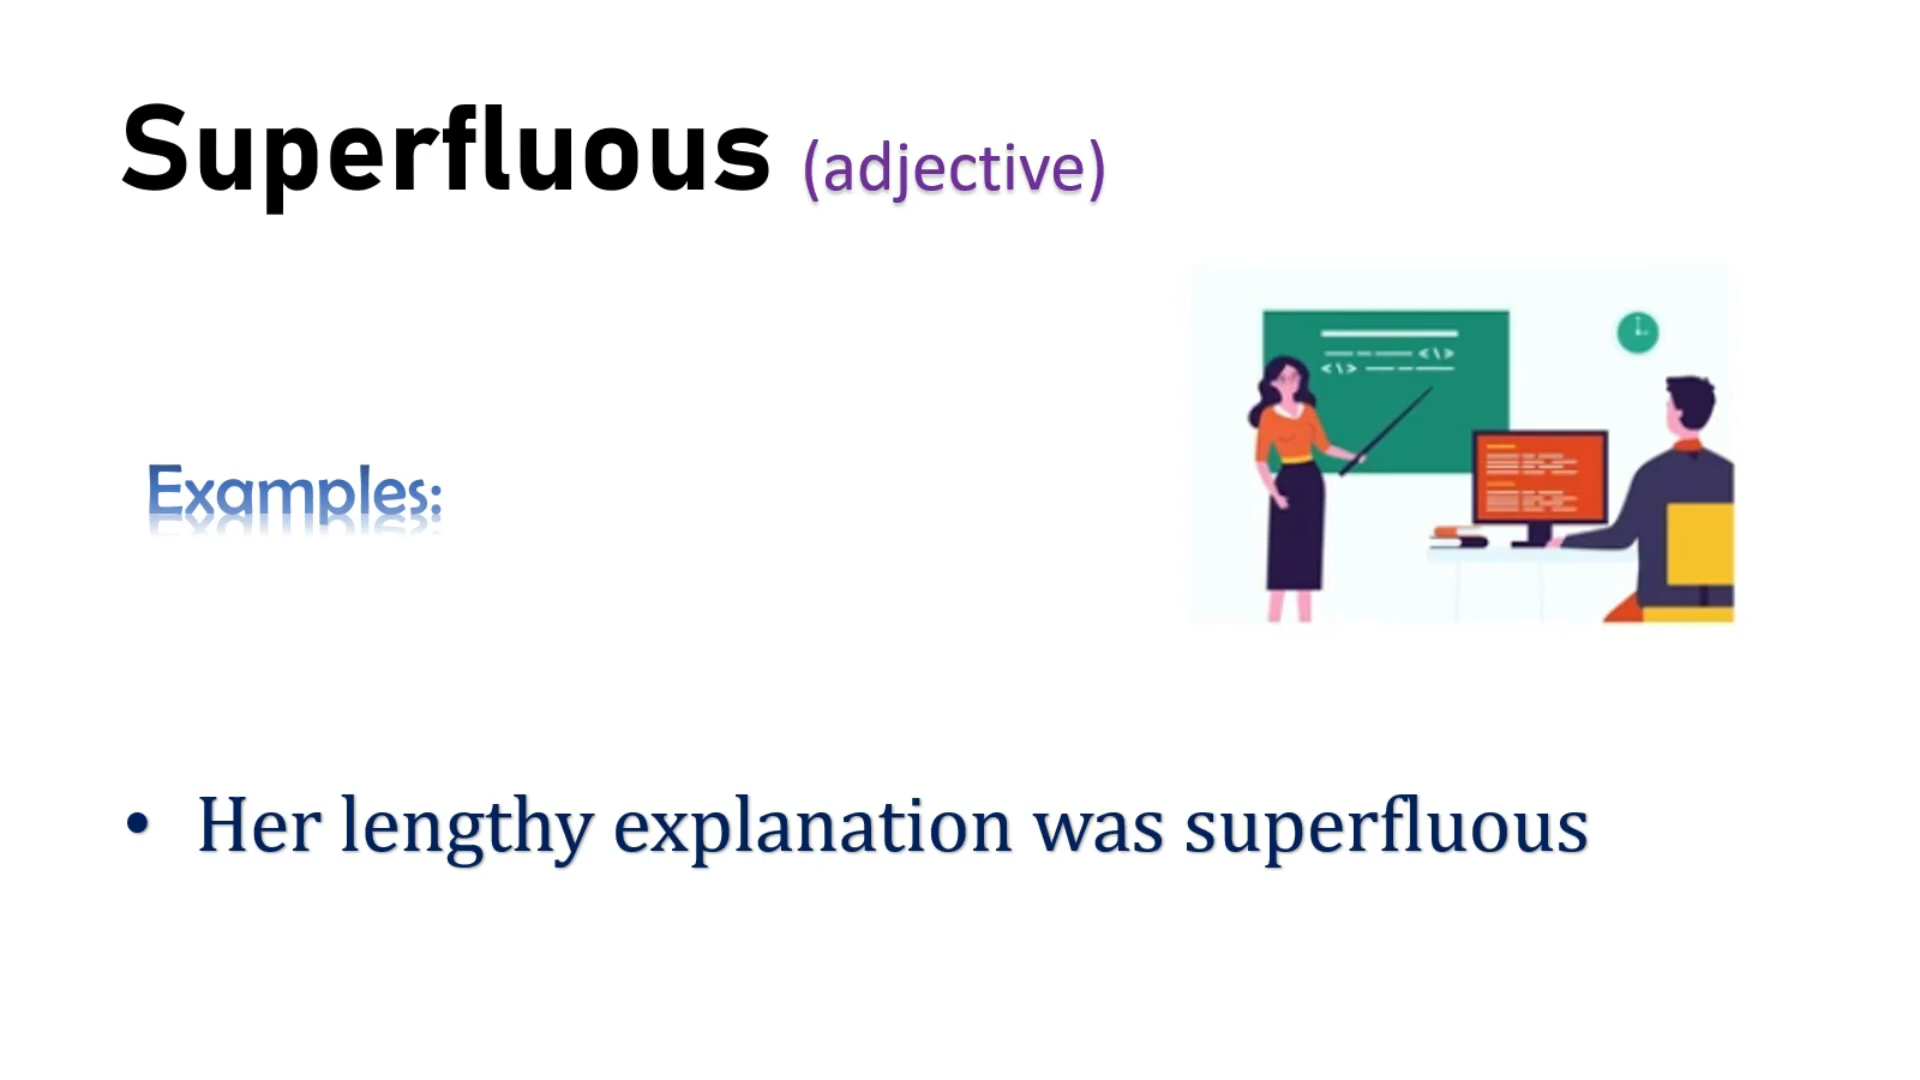 Superfluous (adjective)
Examples:
• Her lengthy explanation was superfluous